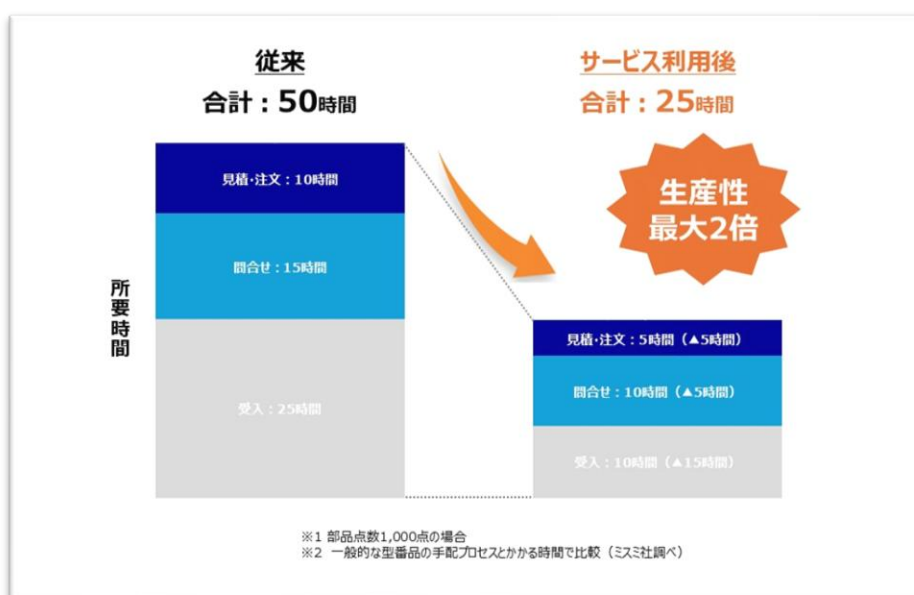 従来
合計：50時間
サービス利用後
合計：25時間
生産性
最大2倍
所要時間
見積・注文：10時間
問合せ：15時間
受入：25時間
見積・注文：5時間（▲5時間）
問合せ：10時間（▲5時間）
受入：10時間（▲15時間）
※1 部品点数1,000点の場合
※2 一般的な型番品の手配プロセスとかかる時間で比較（ミスミ社調べ）